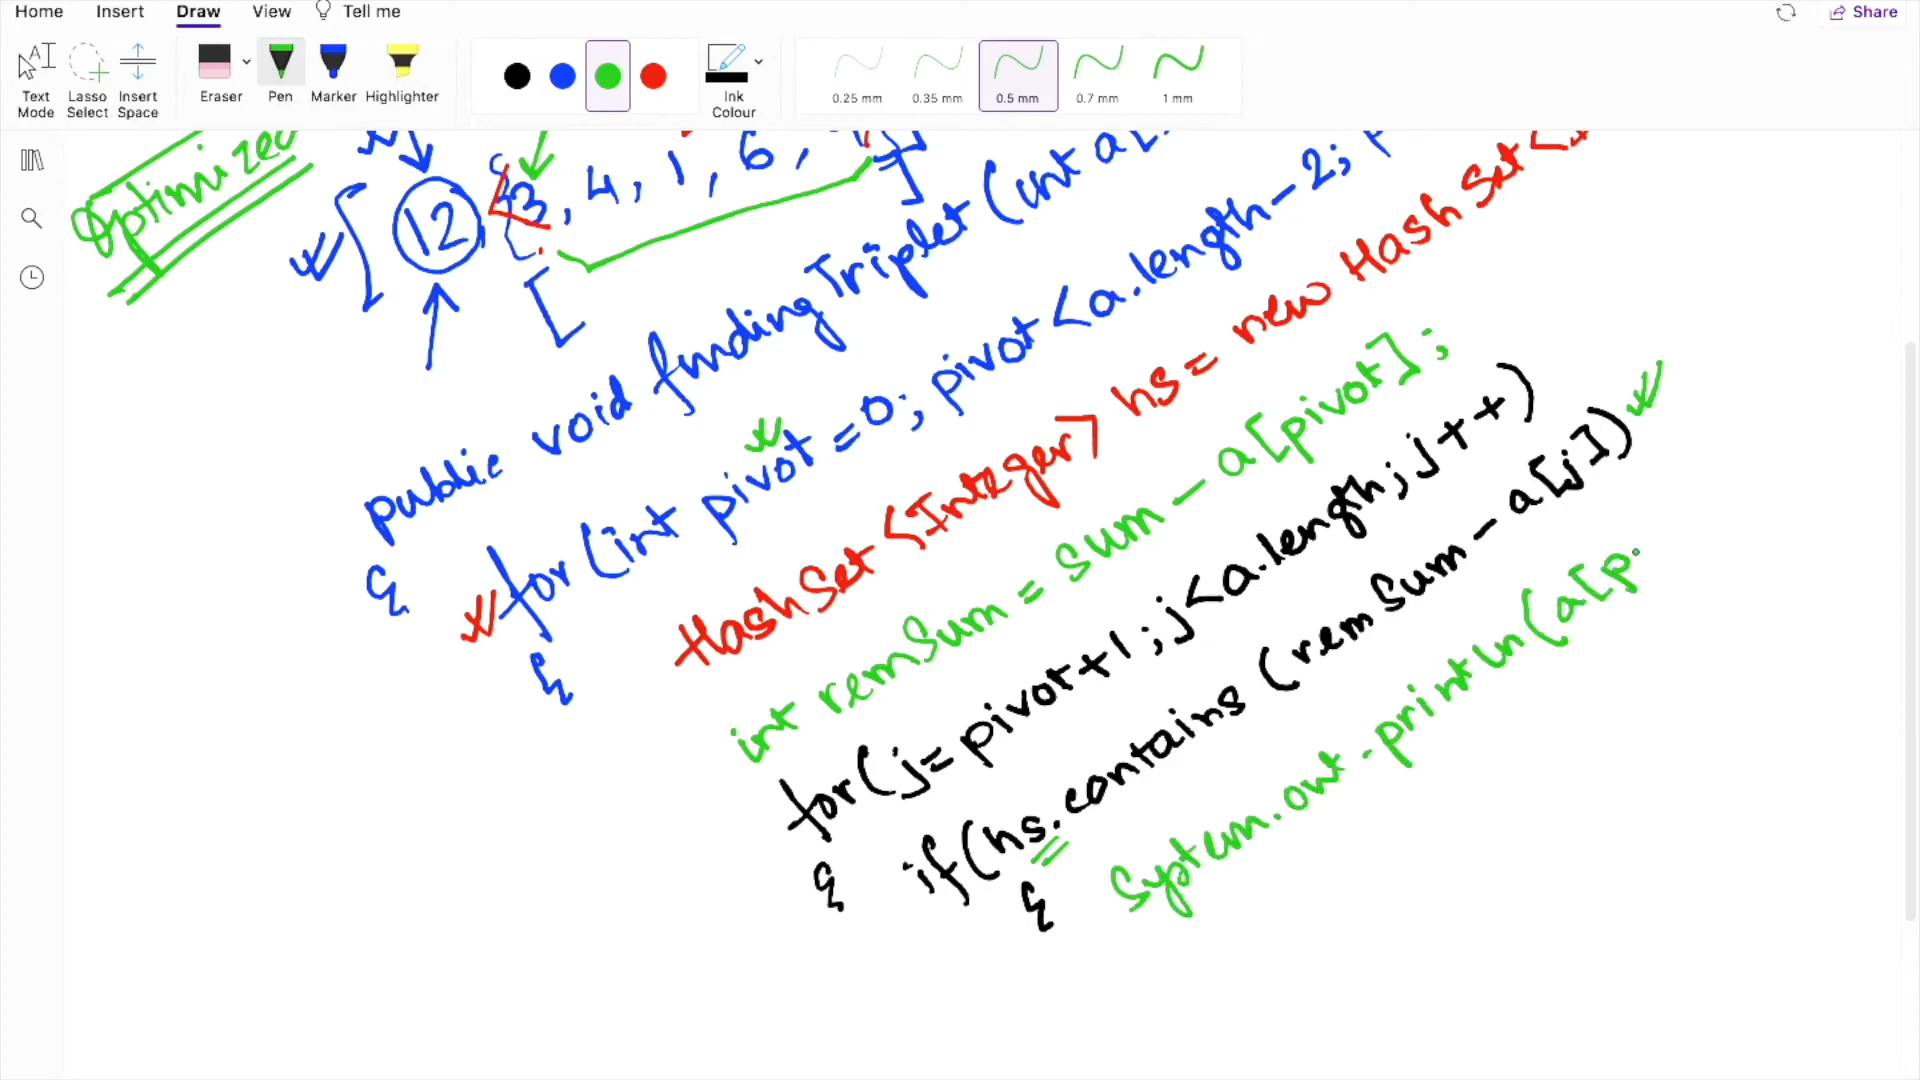 Home Insert Draw View Tell me Share
Text Mode
Lasso Select
Insert Space
Eraser
Pen
Marker
Highlighter
Ink Colour
0.25 mm
0.35 mm
0.5 mm
0.7 mm
1 mm
Optimized
[ 12, 3, 4, 1, 6,
public void findingTriplet (int a[
{
for (int pivot = 0; pivot < a.length - 2; p
{
HashSet <Integer> hs = new HashSet <
int remSum = sum - a[pivot];
for (j = pivot+1; j < a.length; j++)
{
if (hs.contains (remSum - a[j])
{
System.out.println (a[p